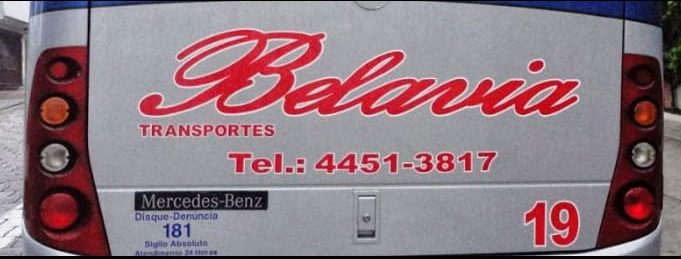 Belavia
TRANSPORTES
Tel.: 4451-3817
Mercedes-Benz
Disque-Denúncia
181
Sigilo Absoluto
Atendimento 24 Horas
19